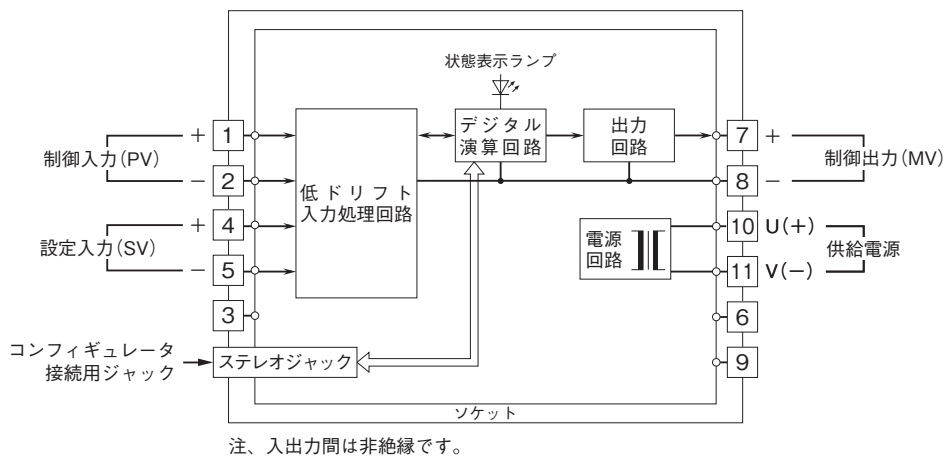 状態表示ランプ
制御入力(PV)
+ 1
- 2
設定入力(SV)
+ 4
- 5
3
低ドリフト
入力処理回路
デジタル
演算回路
出力
回路
7 +
8 -
制御出力(MV)
電源
回路
10 U(+)
11 V(-)
供給電源
6
9
コンフィギュレータ
接続用ジャック
ステレオジャック
ソケット
注、入出力間は非絶縁です。